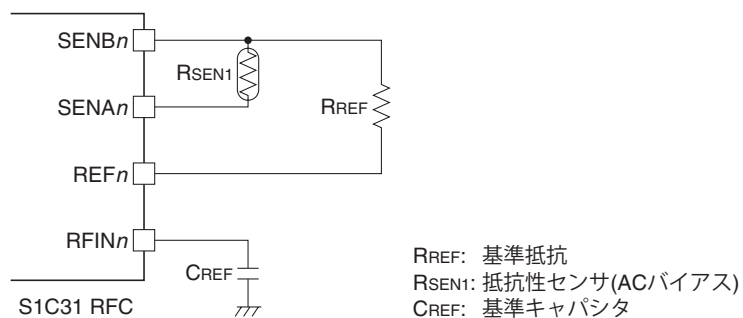 SENBn
RSEN1
SENAn
RREF
REFn
RFINn
CREF
S1C31 RFC
RREF: 基準抵抗
RSEN1: 抵抗性センサ(ACバイアス)
CREF: 基準キャパシタ